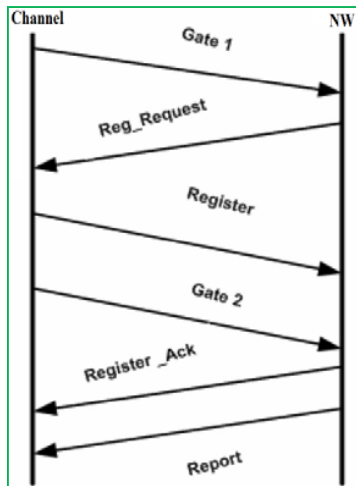 Channel NW
Gate 1
Reg_Request
Register
Gate 2
Register _Ack
Report